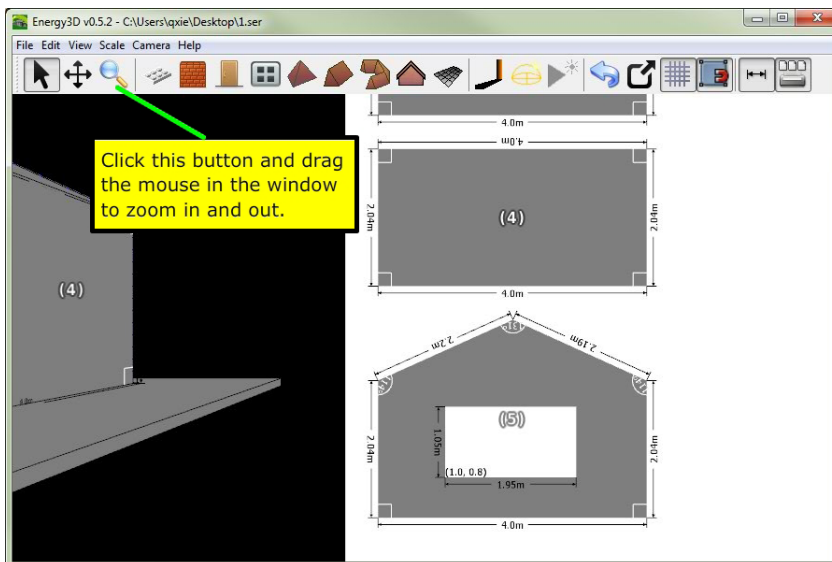 Energy3D v0.5.2 - C:\Users\qxie\Desktop\1.ser
File Edit View Scale Camera Help
Click this button and drag
the mouse in the window
to zoom in and out.
(4)
4.0m
4.0m
2.04m
(4)
2.04m
4.0m
2.2m
2.19m
131
2.04m
1.05m
(5)
2.04m
(1.0, 0.8)
1.95m
4.0m